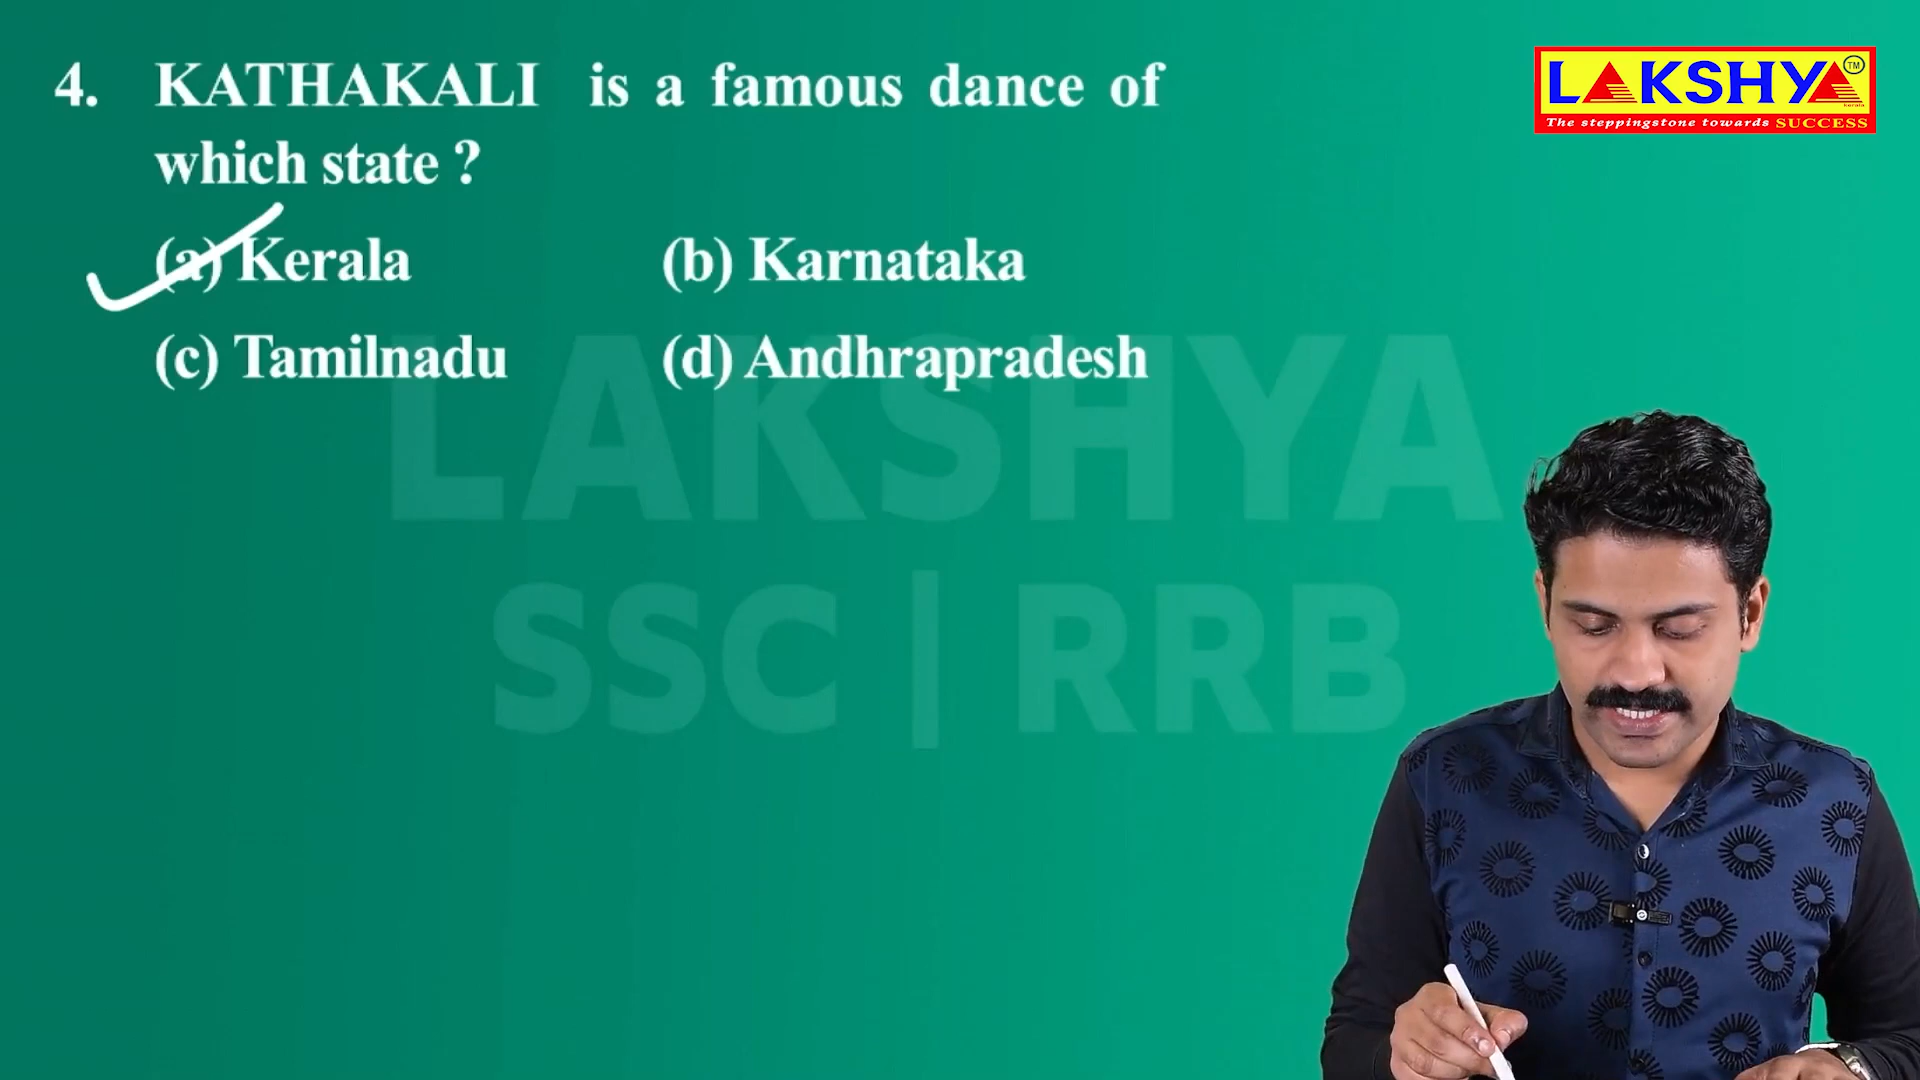 4. KATHAKALI is a famous dance of
which state ?
(a) Kerala (b) Karnataka
(c) Tamilnadu (d) Andhrapradesh
LAKSHYA TM
The steppingstone towards SUCCESS
LAKSHYA
SSC | RRB